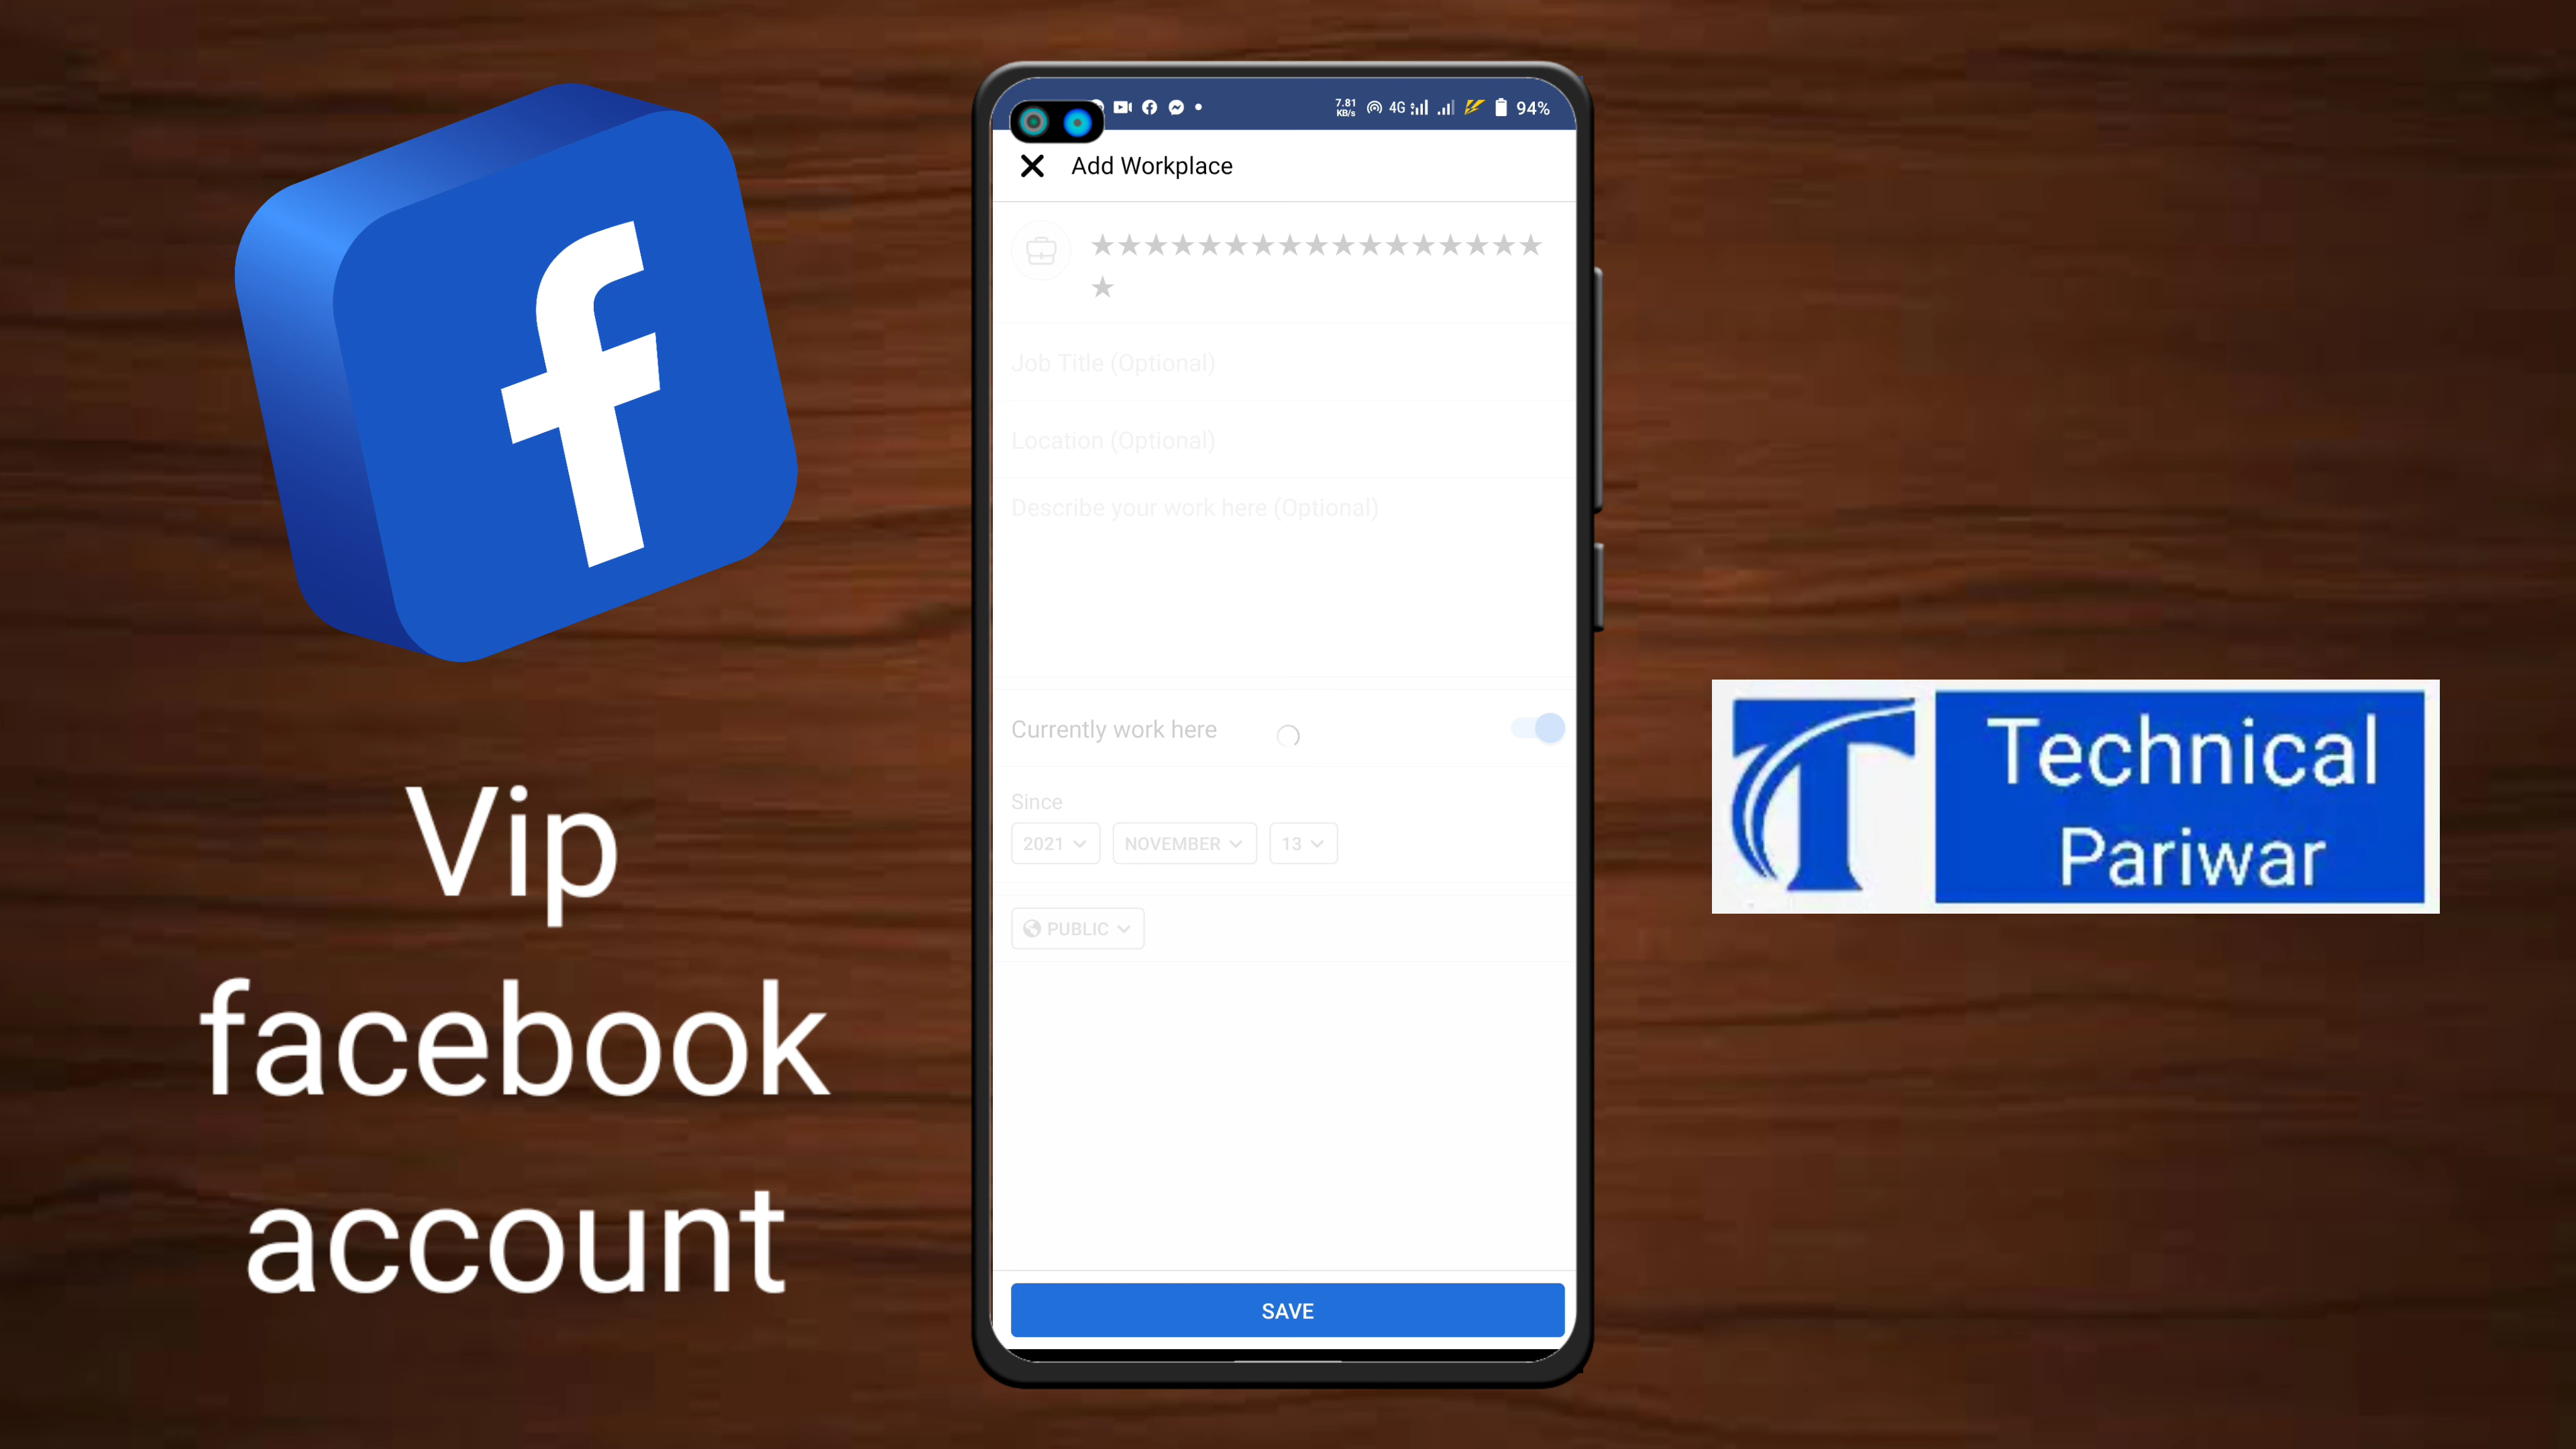 Vip
facebook
account
7.81
KB/s
4G
94%
Add Workplace
★★★★★★★★★★★★★★★★★
★
Job Title (Optional)
Location (Optional)
Describe your work here (Optional)
Currently work here
Since
2021
NOVEMBER
13
PUBLIC
SAVE
Technical
Pariwar